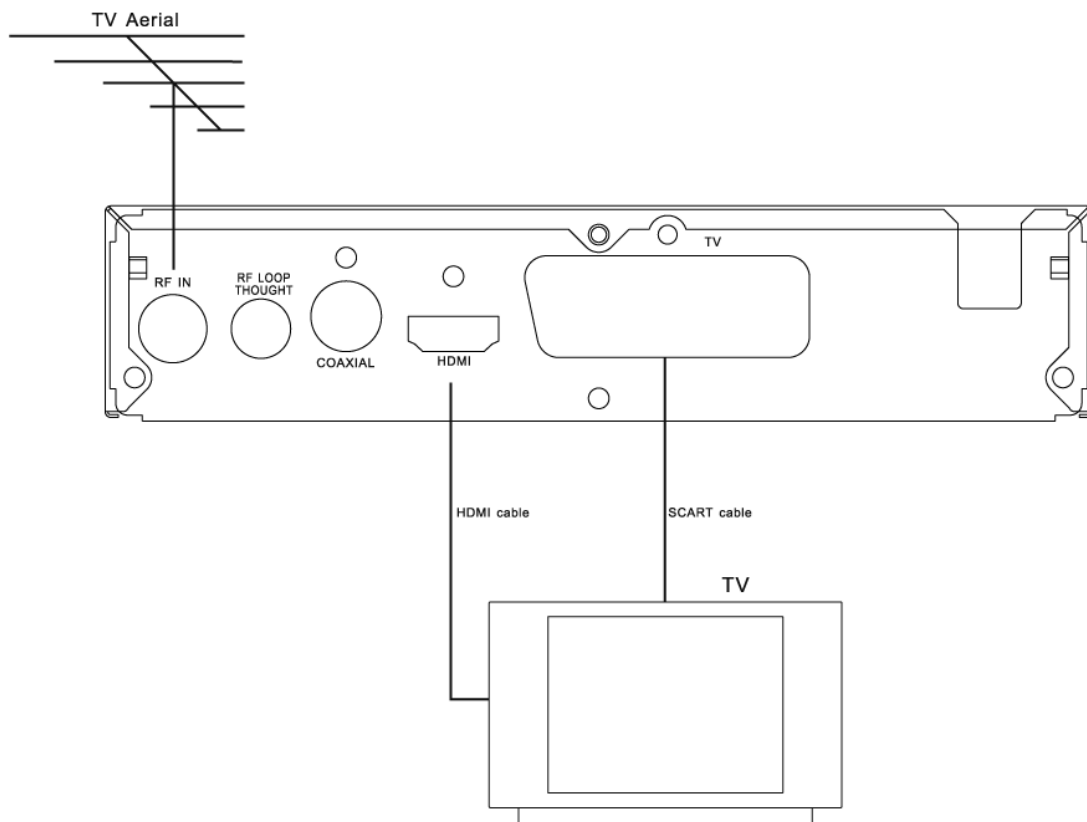 TV Aerial
TV
RF IN
RF LOOP
THOUGHT
COAXIAL
HDMI
HDMI cable
SCART cable
TV